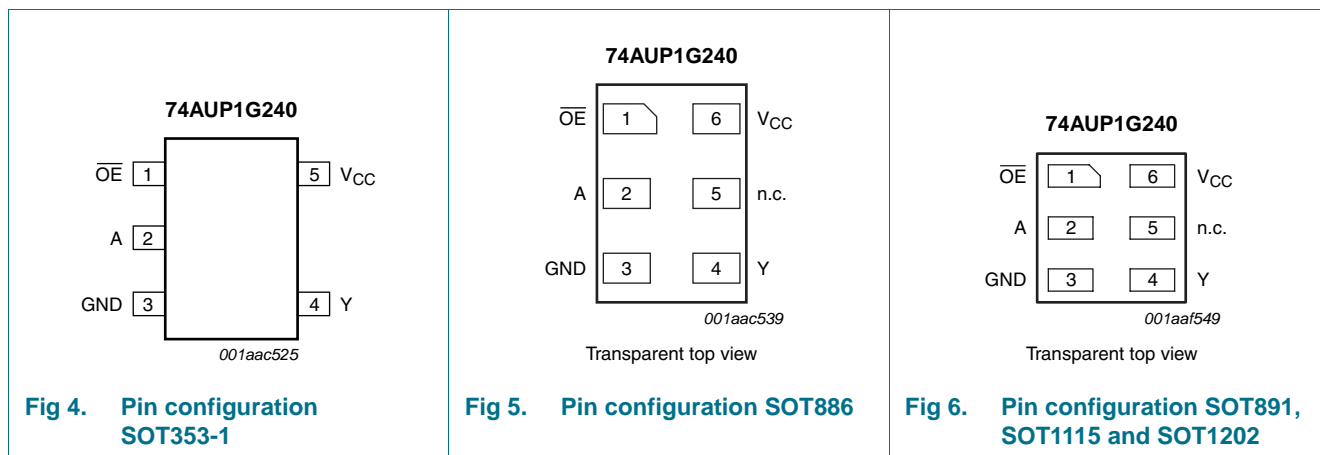 74AUP1G240
OE 1 5 VCC
A 2
GND 3 4 Y
001aac525
Fig 4. Pin configuration
SOT353-1
74AUP1G240
OE 1 6 VCC
A 2 5 n.c.
GND 3 4 Y
001aac539
Transparent top view
Fig 5. Pin configuration SOT886
74AUP1G240
OE 1 6 VCC
A 2 5 n.c.
GND 3 4 Y
001aaf549
Transparent top view
Fig 6. Pin configuration SOT891,
SOT1115 and SOT1202